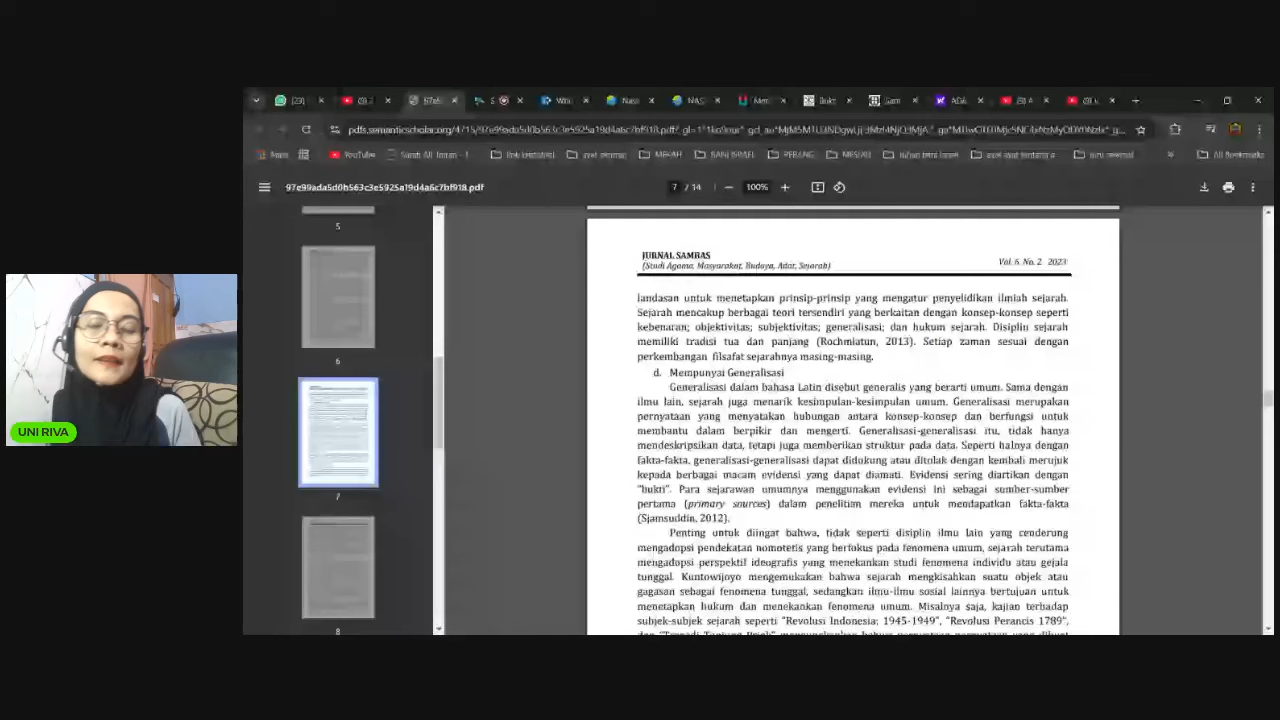 YouTube
MEKAH
BANI ISRAEL
PERANG
All Bookmarks
97e99ada5d0b563c3e5925a19d4a6c7bf918.pdf
7 / 14
100%
5
6
7
8
UNI RIVA
JURNAL SAMBAS
(Studi Agama, Masyarakat, Budaya, Adat, Sejarah)
Vol. 6. No. 2 2023
landasan untuk menetapkan prinsip-prinsip yang mengatur penyelidikan ilmiah sejarah.
Sejarah mencakup berbagai teori tersendiri yang berkaitan dengan konsep-konsep seperti
kebenaran; objektivitas; subjektivitas; generalisasi; dan hukum sejarah. Disiplin sejarah
memiliki tradisi tua dan panjang (Rochmiatun, 2013). Setiap zaman sesuai dengan
perkembangan filsafat sejarahnya masing-masing.
d. Mempunyai Generalisasi
Generalisasi dalam bahasa Latin disebut generalis yang berarti umum. Sama dengan
ilmu lain, sejarah juga menarik kesimpulan-kesimpulan umum. Generalisasi merupakan
pernyataan yang menyatakan hubungan antara konsep-konsep dan berfungsi untuk
membantu dalam berpikir dan mengerti. Generalisasi-generalisasi itu, tidak hanya
mendeskripsikan data, tetapi juga memberikan struktur pada data. Seperti halnya dengan
fakta-fakta, generalisasi-generalisasi dapat didukung atau ditolak dengan kembali merujuk
kepada berbagai macam evidensi yang dapat diamati. Evidensi sering diartikan dengan
"bukti". Para sejarawan umumnya menggunakan evidensi ini sebagai sumber-sumber
pertama (primary sources) dalam penelitian mereka untuk mendapatkan fakta-fakta
(Sjamsuddin, 2012).
Penting untuk diingat bahwa, tidak seperti disiplin ilmu lain yang cenderung
mengadopsi pendekatan nomotetis yang berfokus pada fenomena umum, sejarah terutama
mengadopsi perspektif ideografis yang menekankan studi fenomena individu atau gejala
tunggal. Kuntowijoyo mengemukakan bahwa sejarah mengkisahkan suatu objek atau
gagasan sebagai fenomena tunggal, sedangkan ilmu-ilmu sosial lainnya bertujuan untuk
menetapkan hukum dan menekankan fenomena umum. Misalnya saja, kajian terhadap
subjek-subjek sejarah seperti "Revolusi Indonesia; 1945-1949", "Revolusi Perancis 1789",